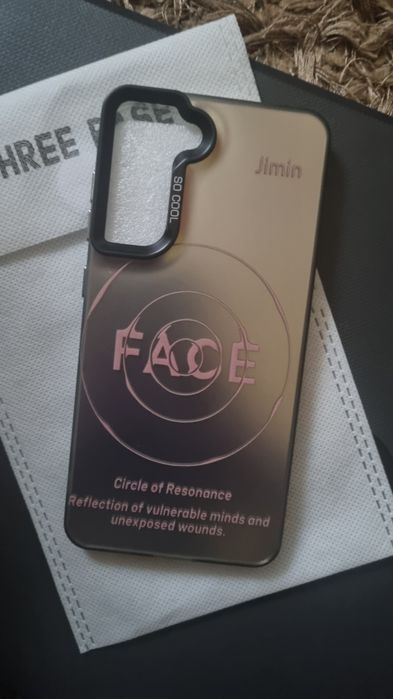 HREE
Jimin
SO COOL
FACE
Circle of Resonance
Reflection of vulnerable minds and
unexposed wounds.